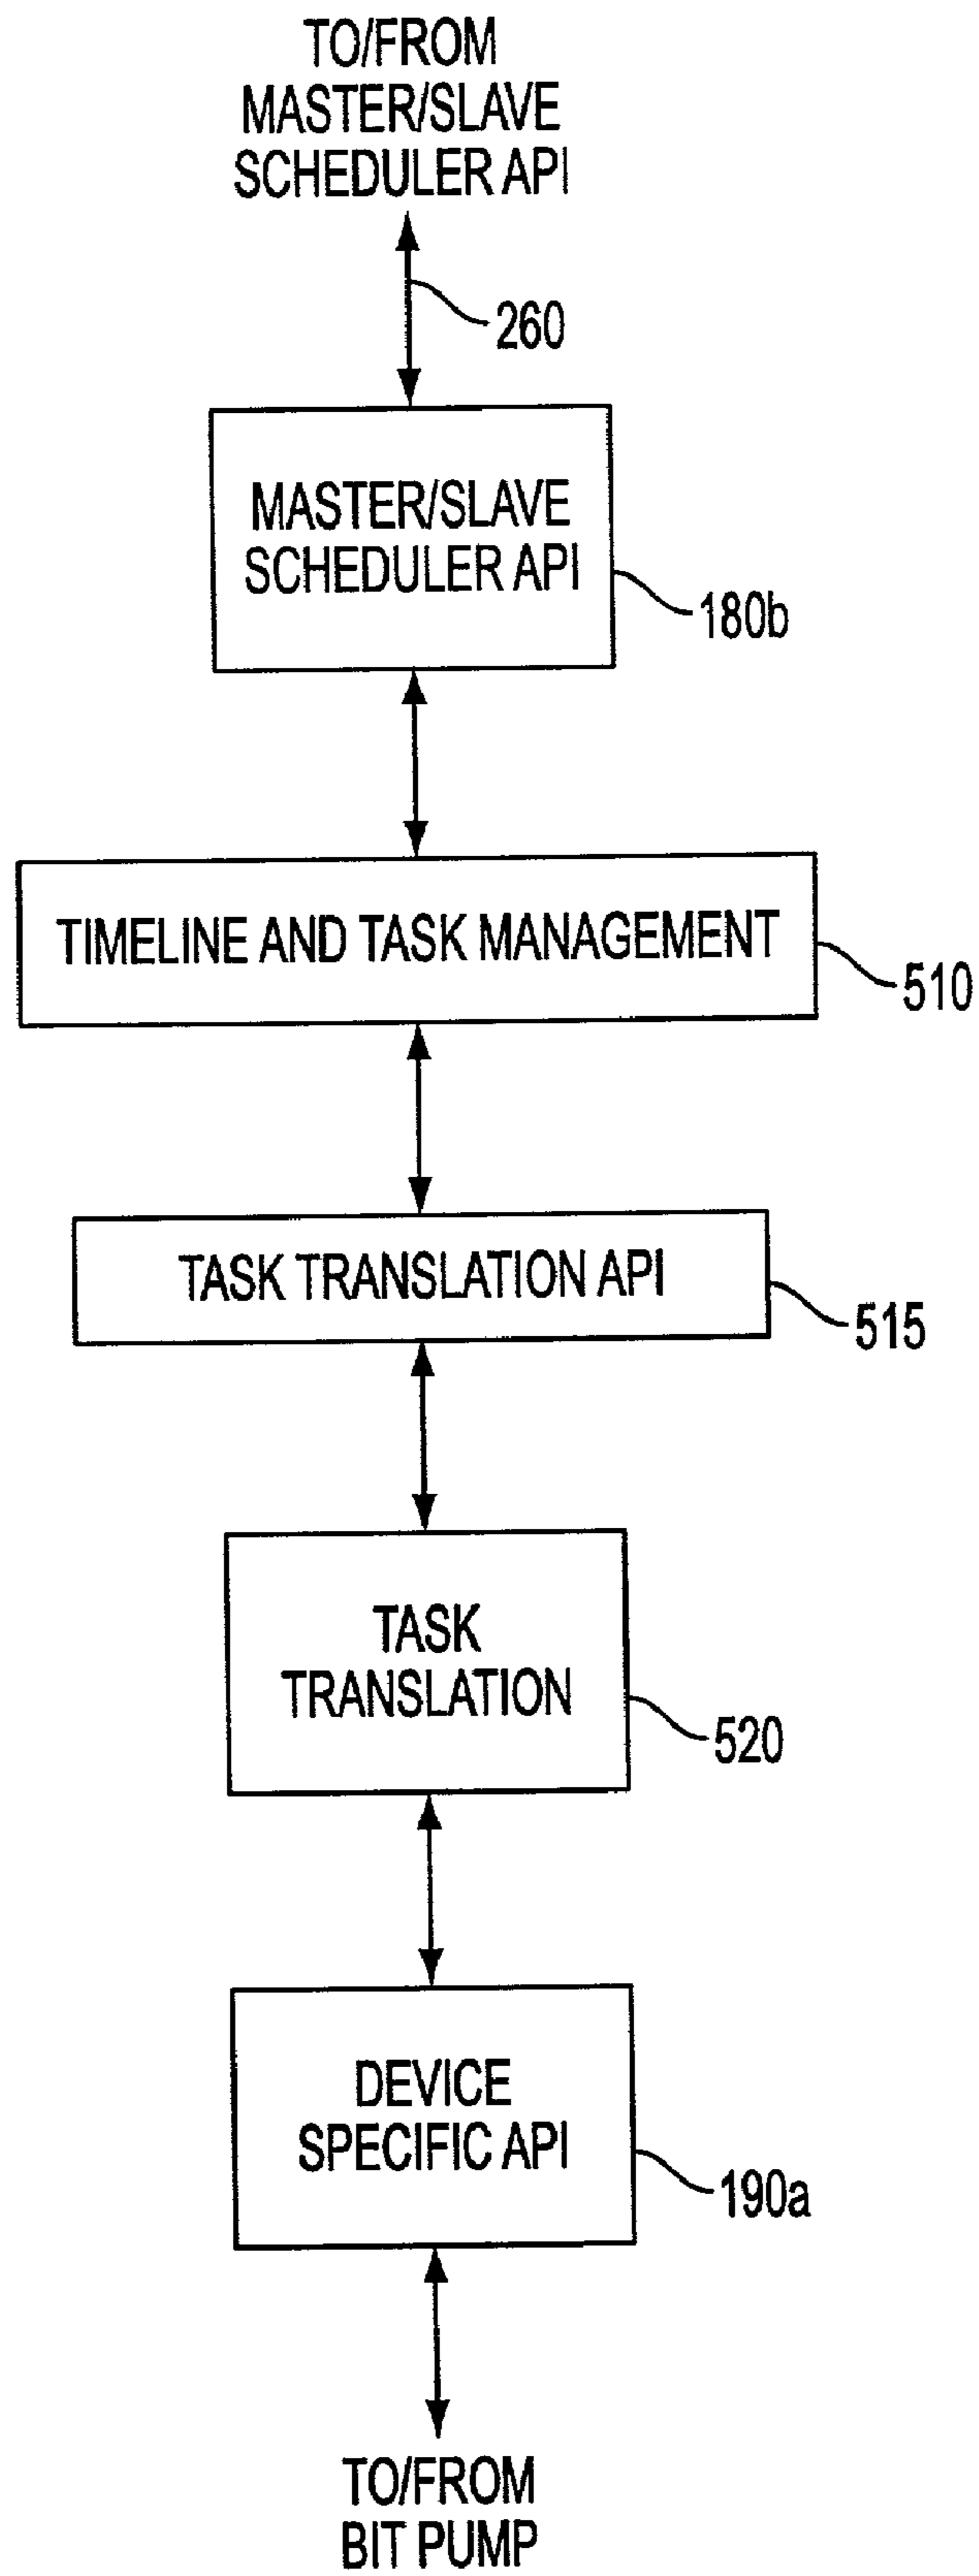 TO/FROM
MASTER/SLAVE
SCHEDULER API
260
MASTER/SLAVE
SCHEDULER API
180b
TIMELINE AND TASK MANAGEMENT
510
TASK TRANSLATION API
515
TASK
TRANSLATION
520
DEVICE
SPECIFIC API
190a
TO/FROM
BIT PUMP